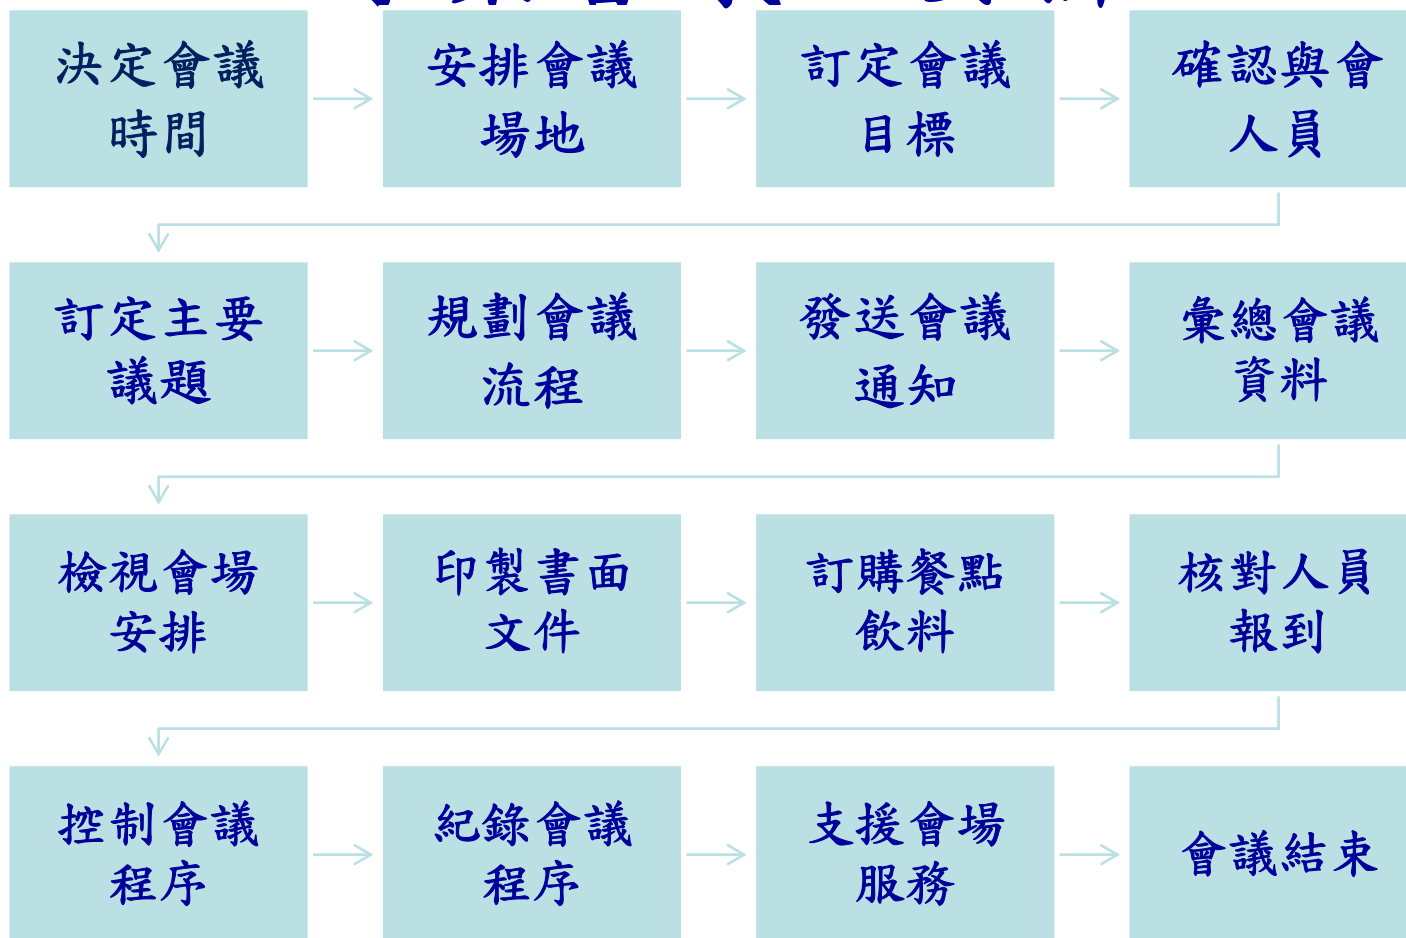 決定會議
時間
安排會議
場地
訂定會議
目標
確認與會
人員
訂定主要
議題
規劃會議
流程
發送會議
通知
彙總會議
資料
檢視會場
安排
印製書面
文件
訂購餐點
飲料
核對人員
報到
控制會議
程序
紀錄會議
程序
支援會場
服務
會議結束